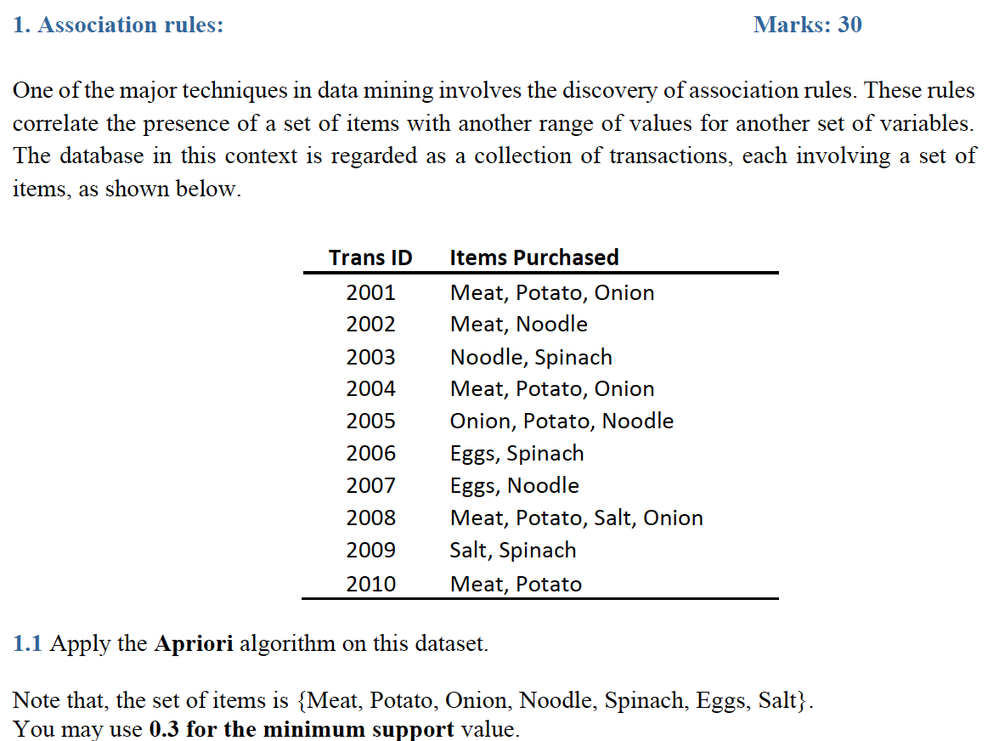 1. Association rules: Marks: 30
One of the major techniques in data mining involves the discovery of association rules. These rules
correlate the presence of a set of items with another range of values for another set of variables.
The database in this context is regarded as a collection of transactions, each involving a set of
items, as shown below.
Trans ID Items Purchased
2001 Meat, Potato, Onion
2002 Meat, Noodle
2003 Noodle, Spinach
2004 Meat, Potato, Onion
2005 Onion, Potato, Noodle
2006 Eggs, Spinach
2007 Eggs, Noodle
2008 Meat, Potato, Salt, Onion
2009 Salt, Spinach
2010 Meat, Potato
1.1 Apply the Apriori algorithm on this dataset.
Note that, the set of items is {Meat, Potato, Onion, Noodle, Spinach, Eggs, Salt}.
You may use 0.3 for the minimum support value.